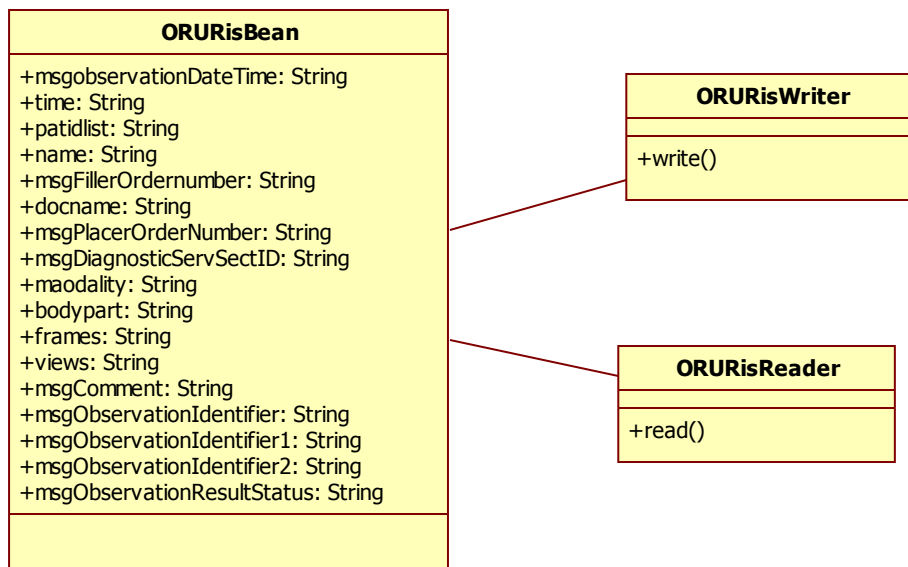 ORURisBean
+msgobservationDateTime: String
+time: String
+patidlist: String
+name: String
+msgFillerOrdernumber: String
+docname: String
+msgPlacerOrderNumber: String
+msgDiagnosticServSectID: String
+maodality: String
+bodypart: String
+frames: String
+views: String
+msgComment: String
+msgObservationIdentifier: String
+msgObservationIdentifier1: String
+msgObservationIdentifier2: String
+msgObservationResultStatus: String
ORURisWriter
+write()
ORURisReader
+read()